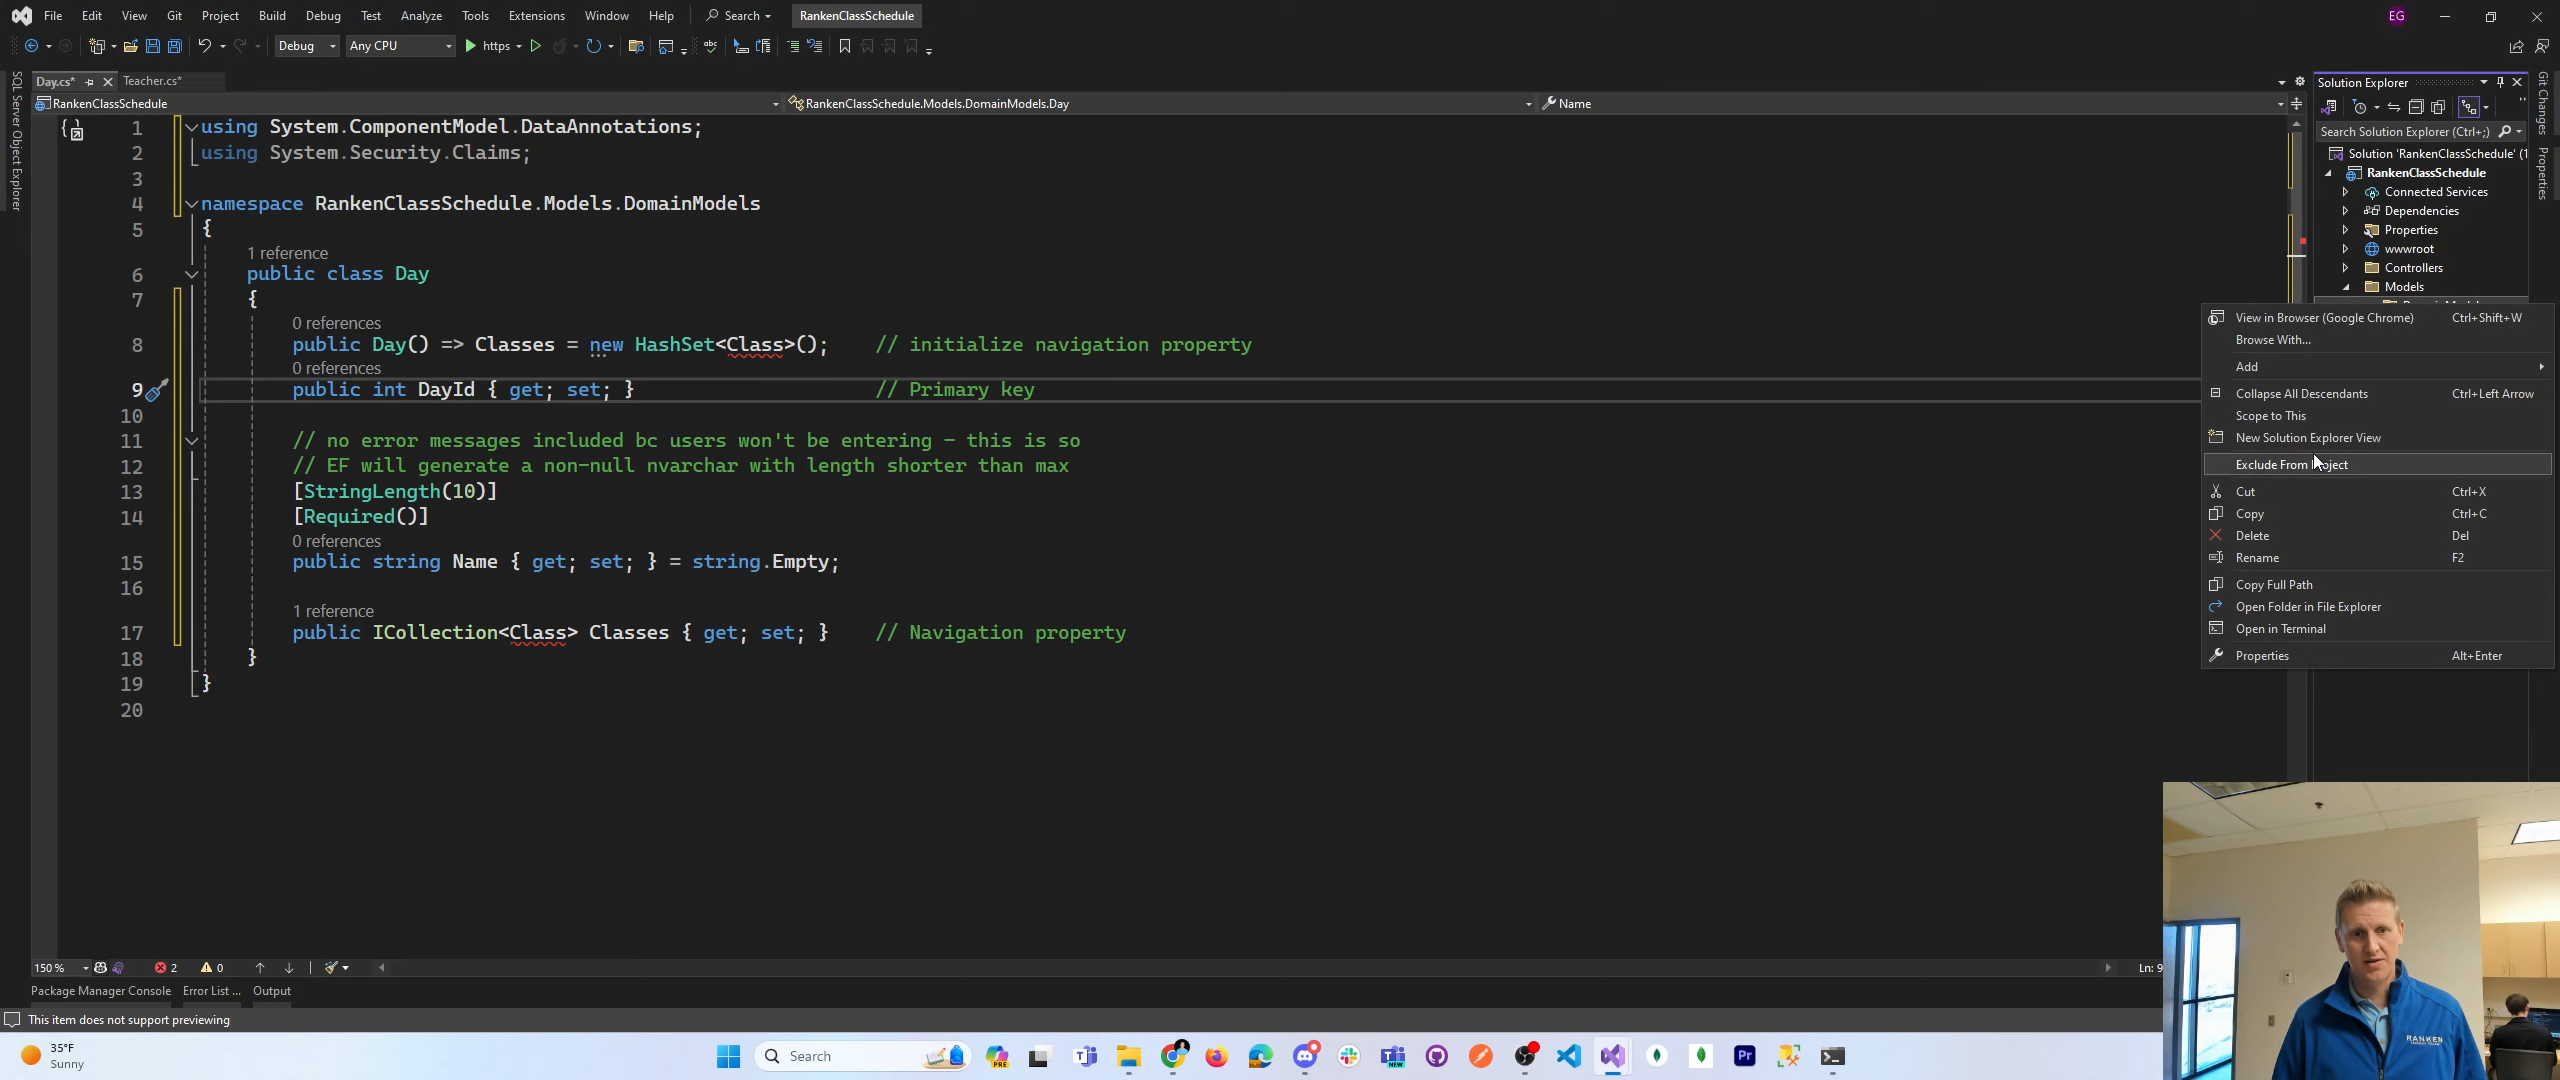 File Edit View Git Project Build Debug Test Analyze Tools Extensions Window Help Search RankenClassSchedule EG
Debug Any CPU https
Day.cs* Teacher.cs*
RankenClassSchedule RankenClassSchedule.Models.DomainModels.Day Name
SQL Server Object Explorer
1 using System.ComponentModel.DataAnnotations;
2 using System.Security.Claims;
3
4 namespace RankenClassSchedule.Models.DomainModels
5 {
1 reference
6 public class Day
7 {
0 references
8 public Day() => Classes = new HashSet<Class>(); // initialize navigation property
0 references
9 public int DayId { get; set; } // Primary key
10
11 // no error messages included bc users won't be entering - this is so
12 // EF will generate a non-null nvarchar with length shorter than max
13 [StringLength(10)]
14 [Required()]
0 references
15 public string Name { get; set; } = string.Empty;
16
1 reference
17 public ICollection<Class> Classes { get; set; } // Navigation property
18 }
19 }
20
Solution Explorer
Search Solution Explorer (Ctrl+;)
Solution 'RankenClassSchedule' (1
RankenClassSchedule
Connected Services
Dependencies
Properties
wwwroot
Controllers
Models
Git Changes
Properties
View in Browser (Google Chrome) Ctrl+Shift+W
Browse With...
Add
Collapse All Descendants Ctrl+Left Arrow
Scope to This
New Solution Explorer View
Exclude From Project
Cut Ctrl+X
Copy Ctrl+C
Delete Del
Rename F2
Copy Full Path
Open Folder in File Explorer
Open in Terminal
Properties Alt+Enter
150 % 2 0 Ln: 9
Package Manager Console Error List ... Output
This item does not support previewing
35°F
Sunny
Search
PRE
NEW
Pr
RANKEN